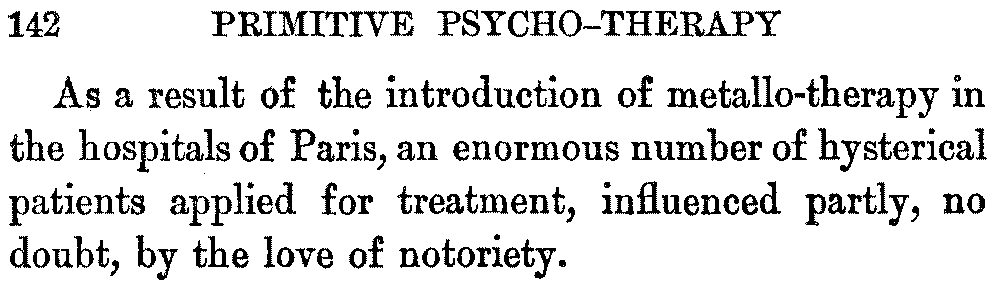 142 PRIMITIVE PSYCHO-THERAPY
As a result of the introduction of metallo-therapy in
the hospitals of Paris, an enormous number of hysterical
patients applied for treatment, influenced partly, no
doubt, by the love of notoriety.